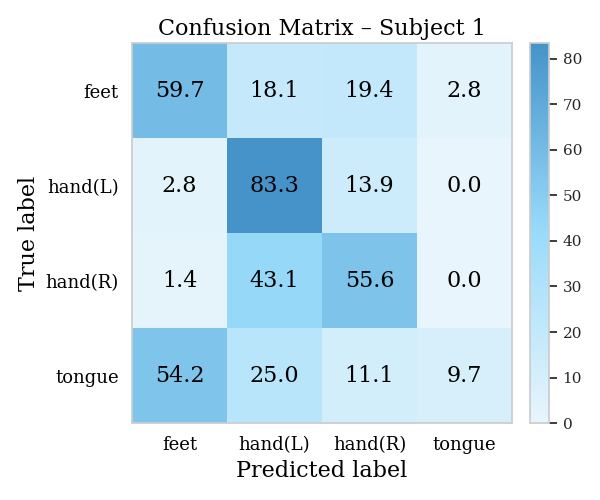 Confusion Matrix – Subject 1
feet 59.7 18.1 19.4 2.8
hand(L) 2.8 83.3 13.9 0.0
hand(R) 1.4 43.1 55.6 0.0
tongue 54.2 25.0 11.1 9.7
feet hand(L) hand(R) tongue
Predicted label
True label
80
70
60
50
40
30
20
10
0